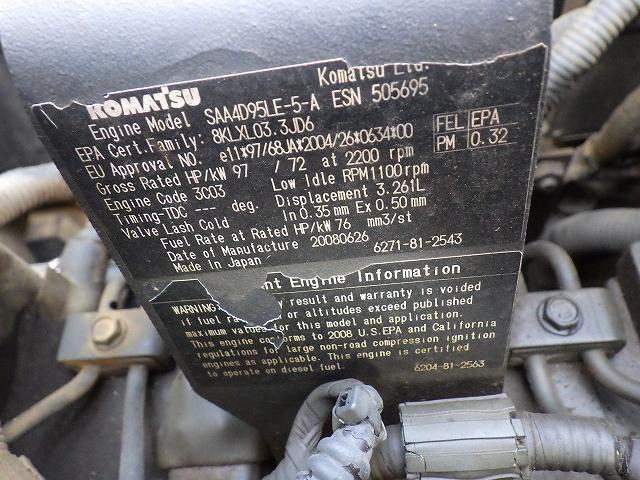 KOMATSU Komatsu Ltd.
Engine Model SAA4D95LE-5-A ESN 505695
EPA Cert.Family: 8KLXL03.3JD6
EU Approval NO. e11*97/68JA*2004/26*0634*00
FEL EPA
PM 0.32
Gross Rated HP/kW 97 / 72 at 2200 rpm
Engine Code 3C03 Low Idle RPM1100rpm
Timing-TDC --- deg. Displacement 3.261L
Valve Lash Cold In 0.35 mm Ex 0.50 mm
Fuel Rate at Rated HP/kW 76 mm3/st
Date of Manufacture 20080626
Made in Japan 6271-81-2543
Engine Information
WARNING: y result and warranty is voided
if fuel r or altitudes exceed published
maximum values for this model and application.
This engine conforms to 2008 U.S.EPA and California
regulations for large non-road compression ignition
engines as applicable. This engine is certified
to operate on diesel fuel. 6204-81-2563